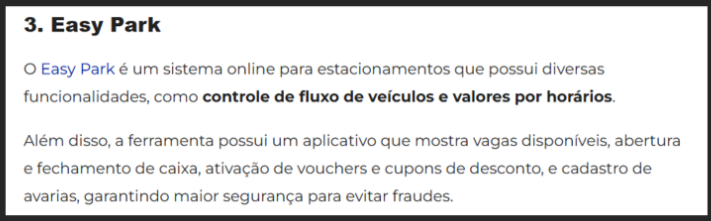 3. Easy Park
O Easy Park é um sistema online para estacionamentos que possui diversas
funcionalidades, como controle de fluxo de veículos e valores por horários.
Além disso, a ferramenta possui um aplicativo que mostra vagas disponíveis, abertura
e fechamento de caixa, ativação de vouchers e cupons de desconto, e cadastro de
avarias, garantindo maior segurança para evitar fraudes.